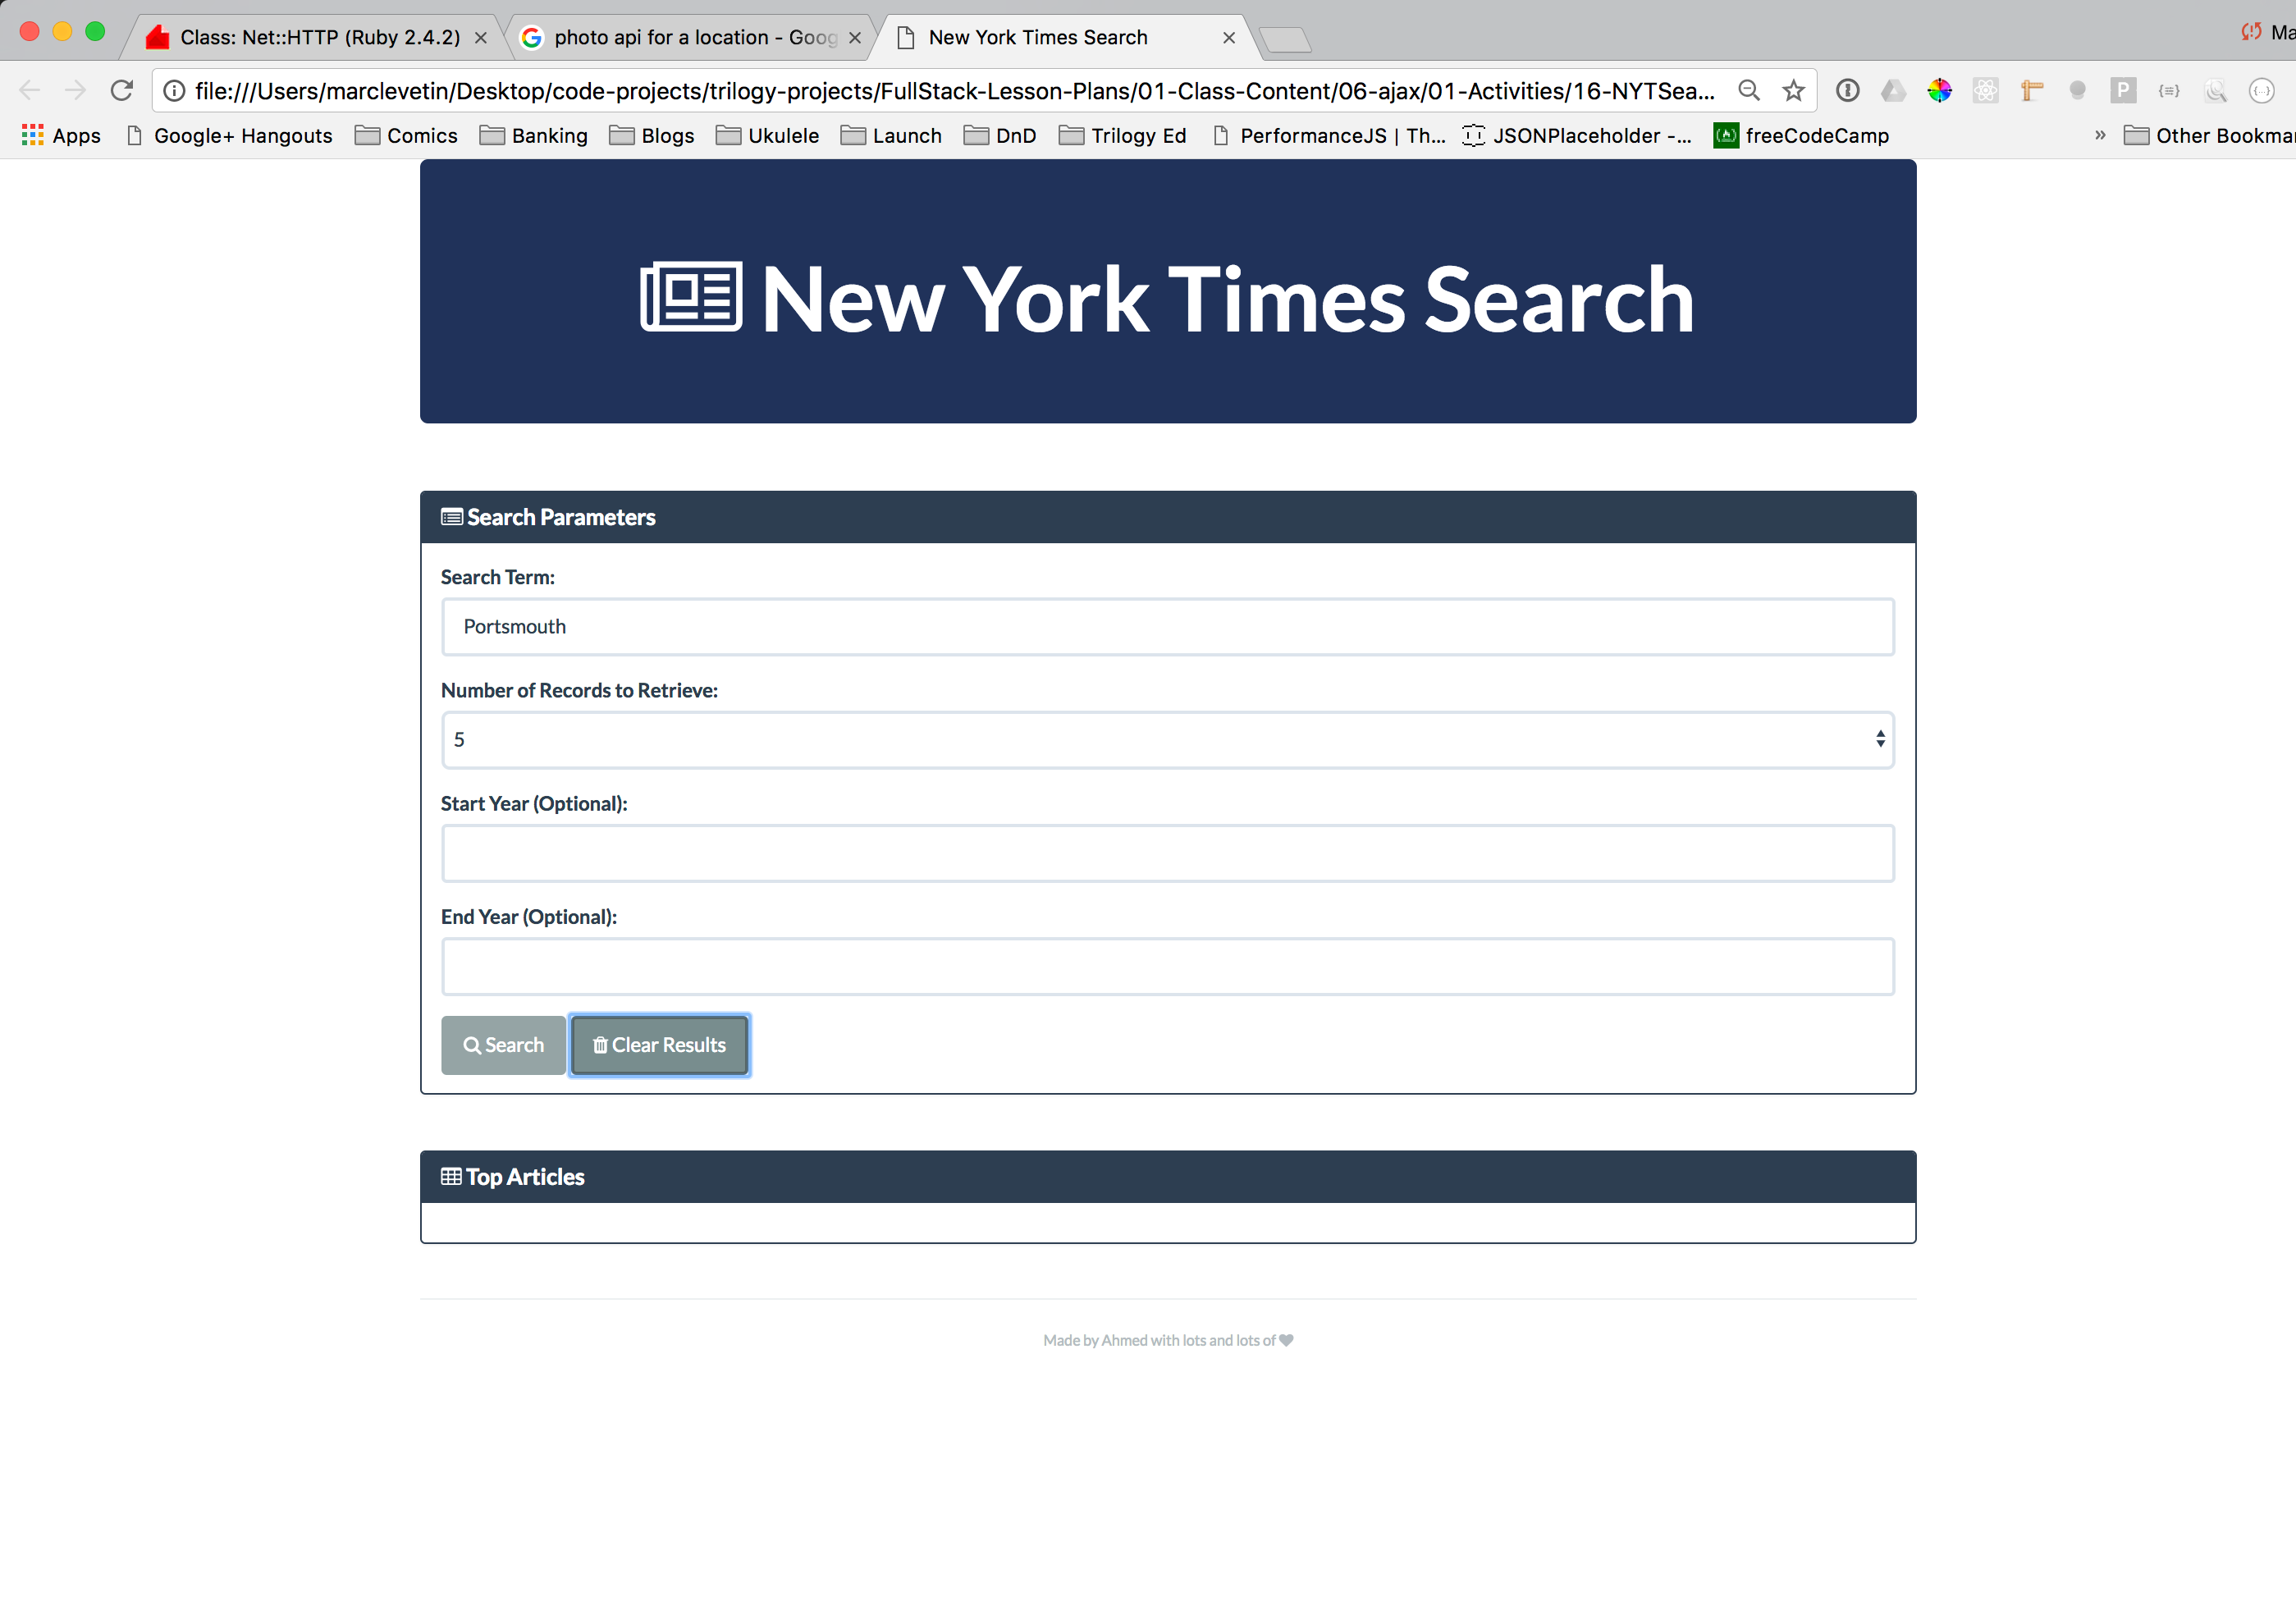 Class: Net::HTTP (Ruby 2.4.2)
photo api for a location - Goog
New York Times Search
Ma
file:///Users/marclevetin/Desktop/code-projects/trilogy-projects/FullStack-Lesson-Plans/01-Class-Content/06-ajax/01-Activities/16-NYTSea...
Apps Google+ Hangouts Comics Banking Blogs Ukulele Launch DnD Trilogy Ed PerformanceJS | Th... JSONPlaceholder -... freeCodeCamp » Other Bookma
New York Times Search
Search Parameters
Search Term:
Portsmouth
Number of Records to Retrieve:
5
Start Year (Optional):
End Year (Optional):
Search Clear Results
Top Articles
Made by Ahmed with lots and lots of